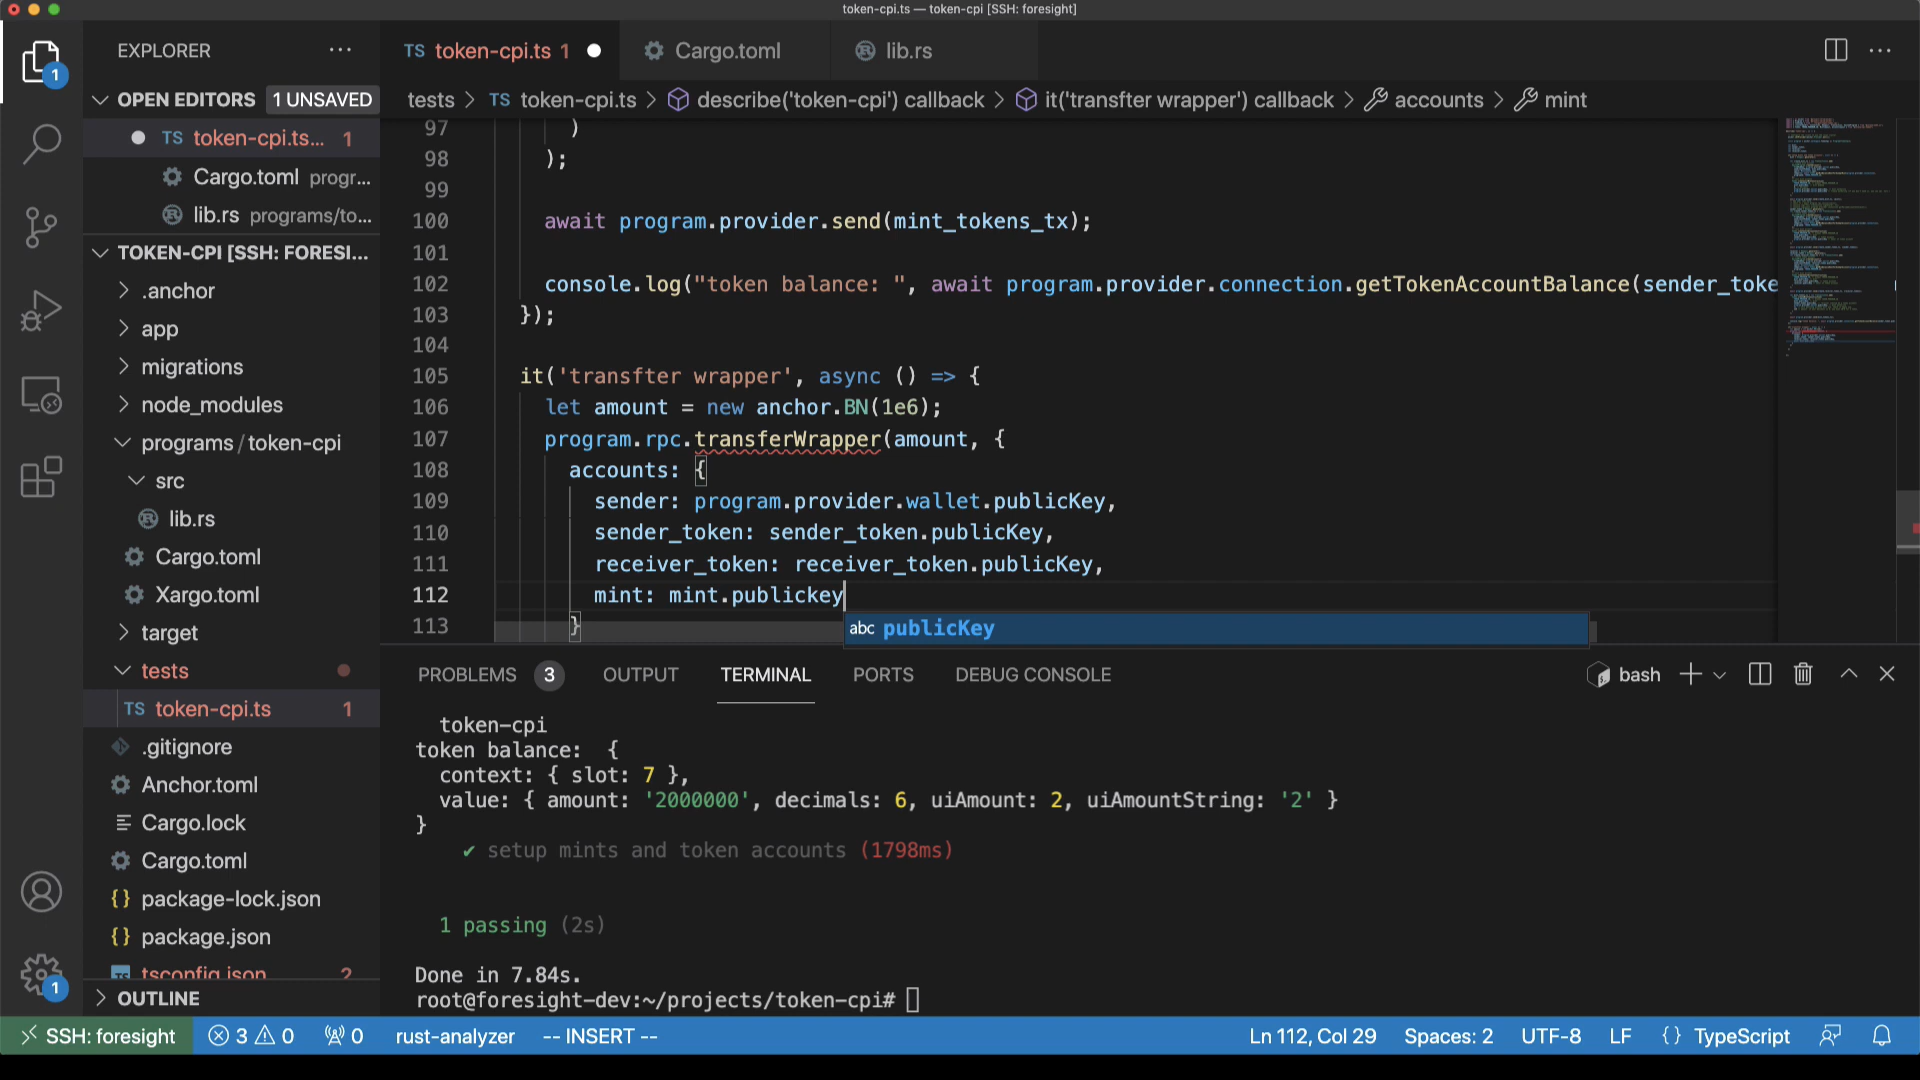 token-cpi.ts — token-cpi [SSH: foresight]
EXPLORER
OPEN EDITORS 1 UNSAVED
TS token-cpi.ts... 1
Cargo.toml progr...
lib.rs programs/to...
TOKEN-CPI [SSH: FORESI...
.anchor
app
migrations
node_modules
programs / token-cpi
src
lib.rs
Cargo.toml
Xargo.toml
target
tests
TS token-cpi.ts 1
.gitignore
Anchor.toml
Cargo.lock
Cargo.toml
{} package-lock.json
{} package.json
TS tsconfig.json 2
OUTLINE
1
1
TS token-cpi.ts 1
Cargo.toml
lib.rs
tests > TS token-cpi.ts > describe('token-cpi') callback > it('transfter wrapper') callback > accounts > mint
97 )
98 );
99
100 await program.provider.send(mint_tokens_tx);
101
102 console.log("token balance: ", await program.provider.connection.getTokenAccountBalance(sender_toke
103 });
104
105 it('transfter wrapper', async () => {
106 let amount = new anchor.BN(1e6);
107 program.rpc.transferWrapper(amount, {
108 accounts: {
109 sender: program.provider.wallet.publicKey,
110 sender_token: sender_token.publicKey,
111 receiver_token: receiver_token.publicKey,
112 mint: mint.publickey
113 }
abc publicKey
PROBLEMS 3 OUTPUT TERMINAL PORTS DEBUG CONSOLE
bash
token-cpi
token balance:  {
context: { slot: 7 },
value: { amount: '2000000', decimals: 6, uiAmount: 2, uiAmountString: '2' }
}
✔ setup mints and token accounts (1798ms)
1 passing (2s)
Done in 7.84s.
root@foresight-dev:~/projects/token-cpi#
SSH: foresight 3 0 0 rust-analyzer -- INSERT -- Ln 112, Col 29 Spaces: 2 UTF-8 LF {} TypeScript